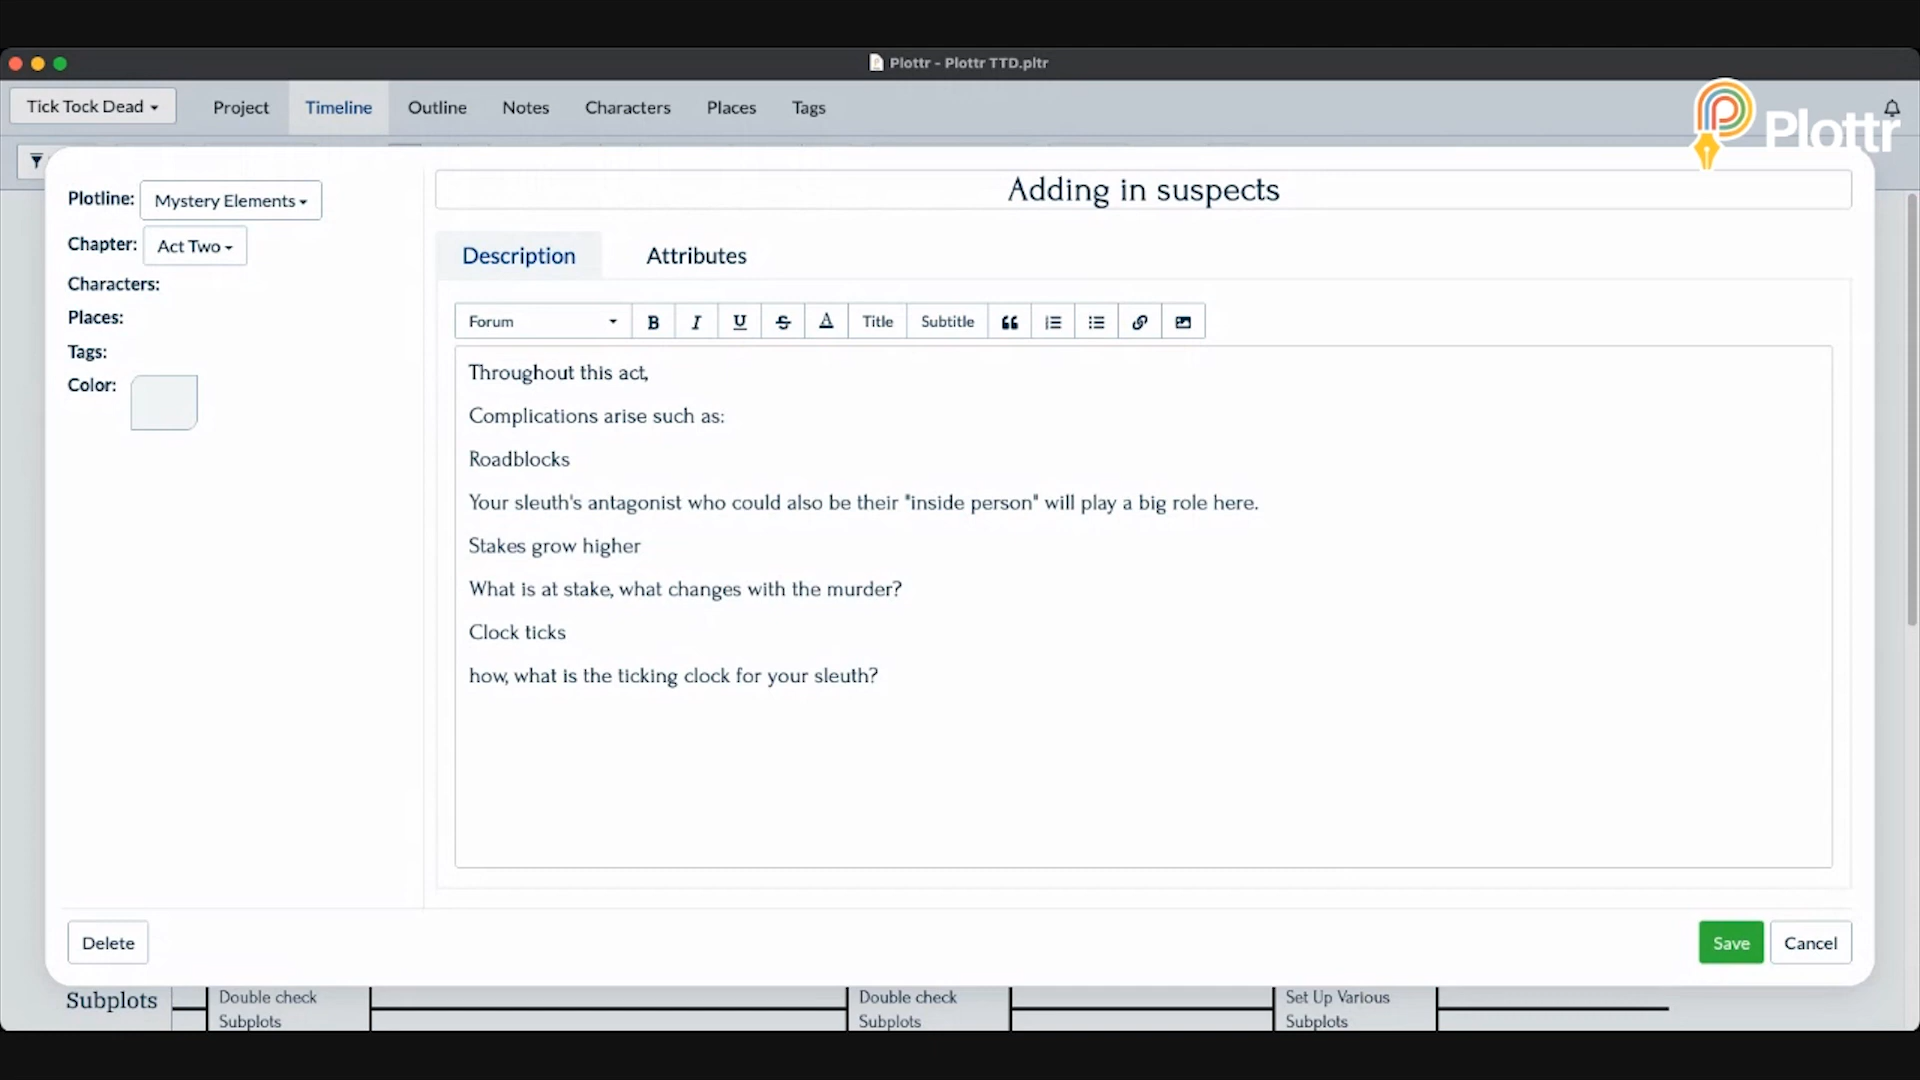 Plottr - Plottr TTD.pltr
Tick Tock Dead
Project
Timeline
Outline
Notes
Characters
Places
Tags
Plottr
Plotline: Mystery Elements
Chapter: Act Two
Characters:
Places:
Tags:
Color:
Adding in suspects
Description
Attributes
Forum
B
I
U
S
A
Title
Subtitle
Throughout this act,
Complications arise such as:
Roadblocks
Your sleuth's antagonist who could also be their "inside person" will play a big role here.
Stakes grow higher
What is at stake, what changes with the murder?
Clock ticks
how, what is the ticking clock for your sleuth?
Delete
Save
Cancel
Subplots
Double check
Subplots
Double check
Subplots
Set Up Various
Subplots